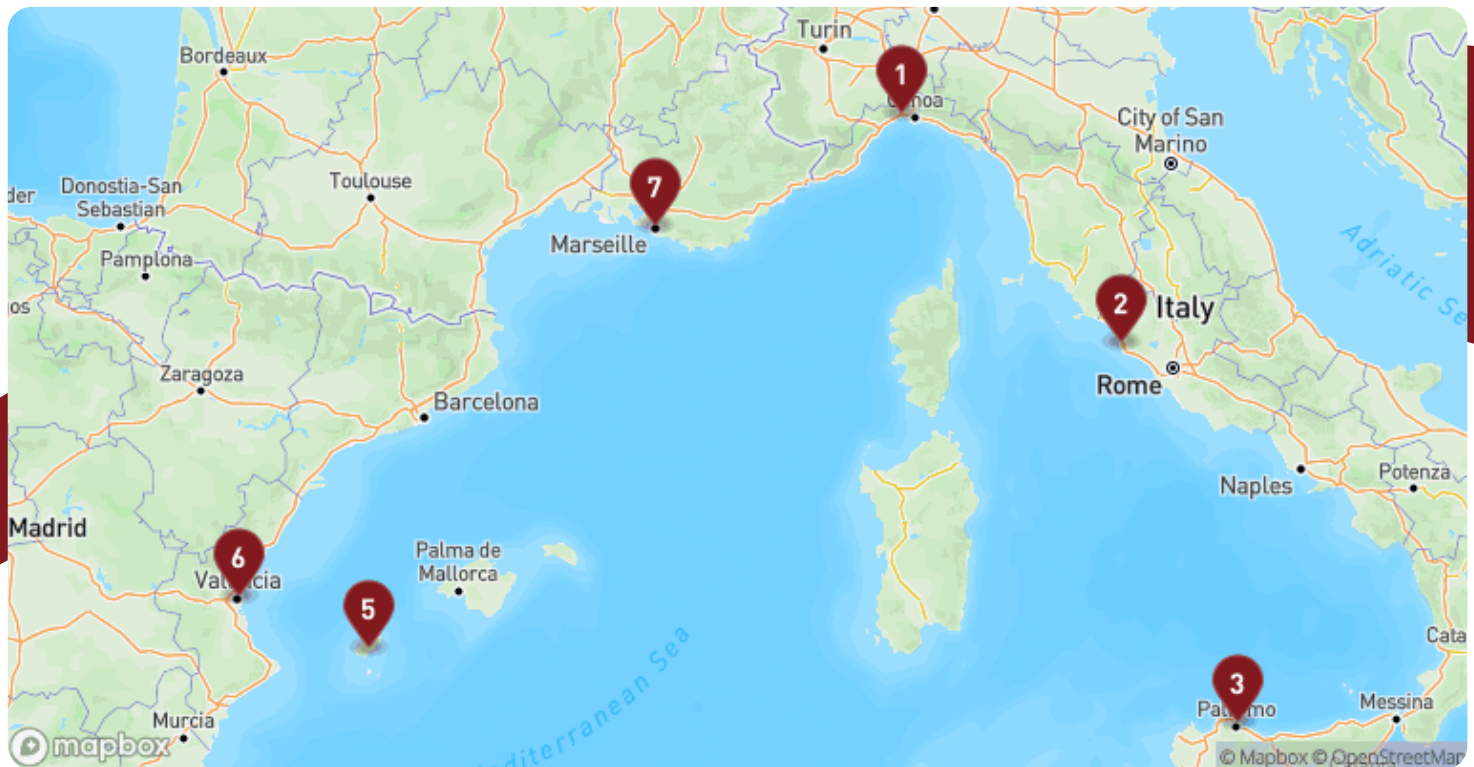 Turin
Bordeaux
1
Genoa
City of San
Marino
7
Toulouse
Donostia-San
Sebastian
der
Marseille
Pamplona
Adriatic Se
2
Italy
os
Zaragoza
Rome
Barcelona
Potenza
Naples
Madrid
6
Palma de
Mallorca
Valencia
5
Cata
Mediterranean Sea
3
Palermo
Messina
Murcia
mapbox
© Mapbox © OpenStreetMap